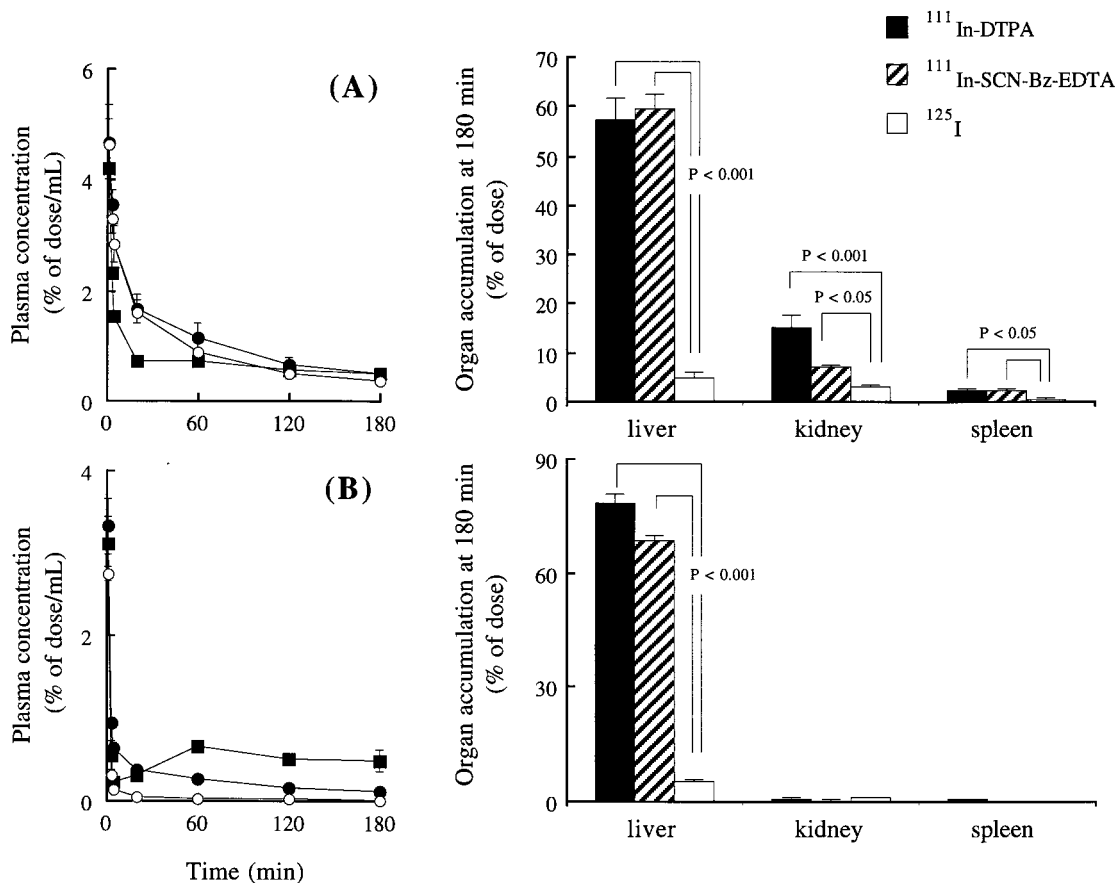 (A)
Plasma concentration
(% of dose/mL)
6
4
2
0
0 60 120 180
Organ accumulation at 180 min
(% of dose)
70
60
50
40
30
20
10
0
P < 0.001
P < 0.001
P < 0.05
P < 0.05
liver kidney spleen
111In-DTPA
111In-SCN-Bz-EDTA
125I
(B)
Plasma concentration
(% of dose/mL)
4
2
0
0 60 120 180
Time (min)
Organ accumulation at 180 min
(% of dose)
90
60
30
0
P < 0.001
liver kidney spleen